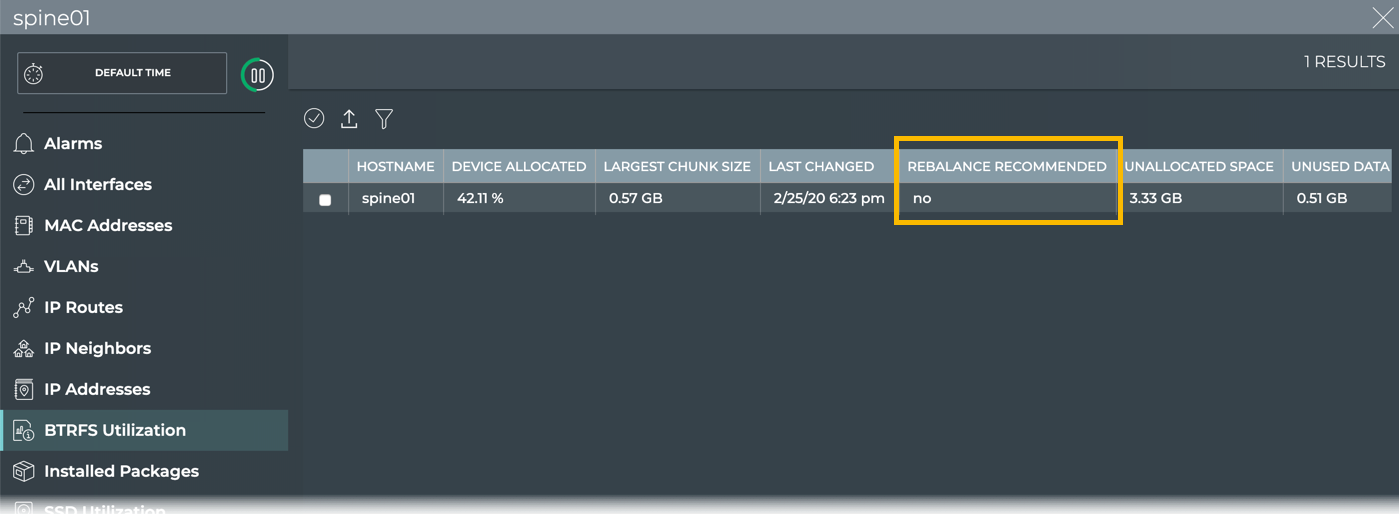 spine01
DEFAULT TIME
1 RESULTS
Alarms
All Interfaces
MAC Addresses
VLANs
IP Routes
IP Neighbors
IP Addresses
BTRFS Utilization
Installed Packages
SSD Utilization
HOSTNAME DEVICE ALLOCATED LARGEST CHUNK SIZE LAST CHANGED REBALANCE RECOMMENDED UNALLOCATED SPACE UNUSED DATA
spine01 42.11 % 0.57 GB 2/25/20 6:23 pm no 3.33 GB 0.51 GB